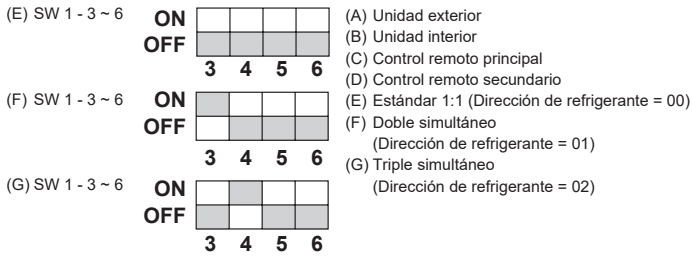 (E) SW 1 - 3 ~ 6
ON
OFF
3 4 5 6
(F) SW 1 - 3 ~ 6
ON
OFF
3 4 5 6
(G) SW 1 - 3 ~ 6
ON
OFF
3 4 5 6
(A) Unidad exterior
(B) Unidad interior
(C) Control remoto principal
(D) Control remoto secundario
(E) Estándar 1:1 (Dirección de refrigerante = 00)
(F) Doble simultáneo
(Dirección de refrigerante = 01)
(G) Triple simultáneo
(Dirección de refrigerante = 02)